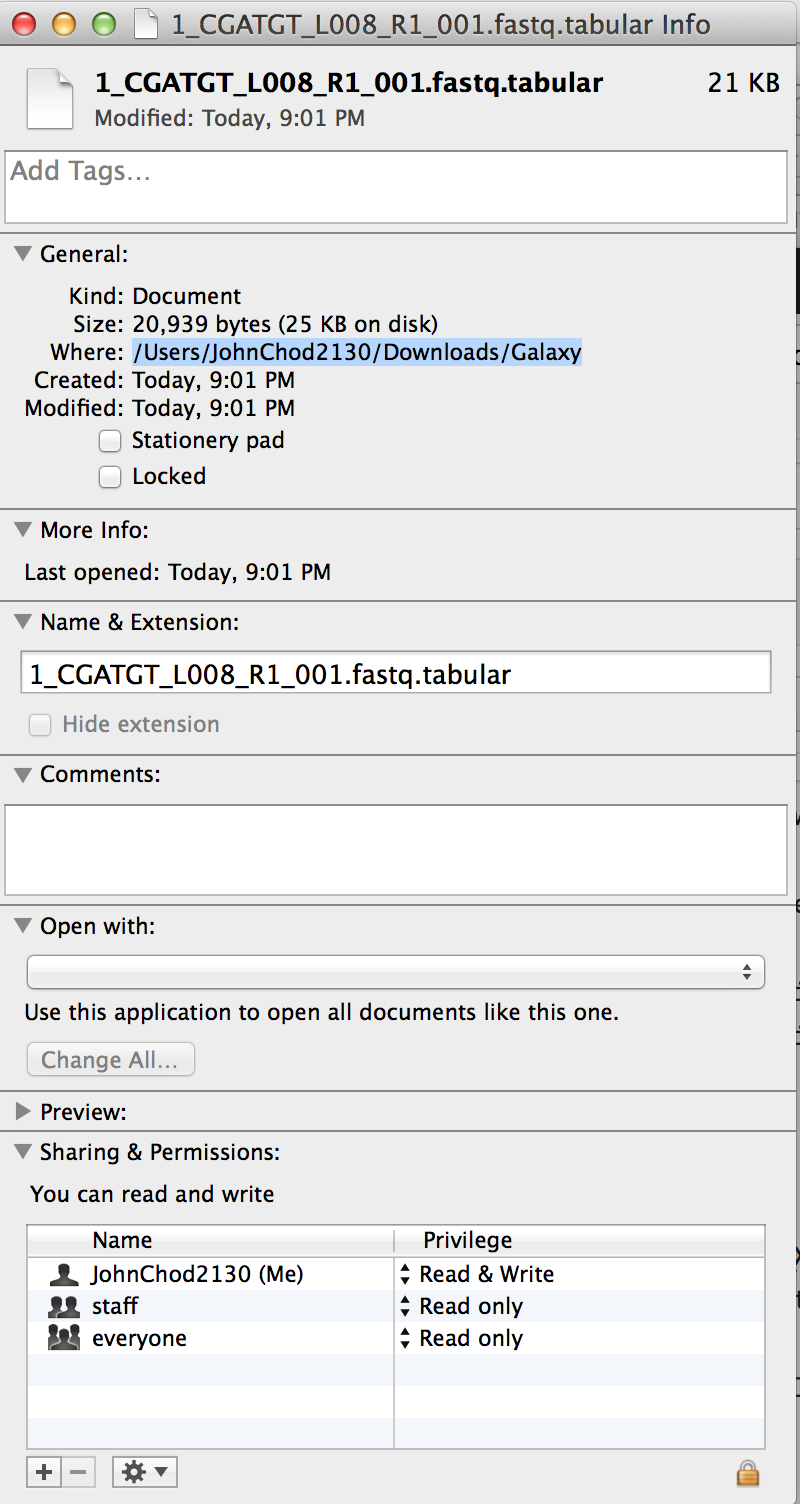 1_CGATGT_L008_R1_001.fastq.tabular Info
1_CGATGT_L008_R1_001.fastq.tabular 21 KB
Modified: Today, 9:01 PM
Add Tags...
General:
Kind: Document
Size: 20,939 bytes (25 KB on disk)
Where: /Users/JohnChod2130/Downloads/Galaxy
Created: Today, 9:01 PM
Modified: Today, 9:01 PM
Stationery pad
Locked
More Info:
Last opened: Today, 9:01 PM
Name & Extension:
1_CGATGT_L008_R1_001.fastq.tabular
Hide extension
Comments:
Open with:
Use this application to open all documents like this one.
Change All...
Preview:
Sharing & Permissions:
You can read and write
Name Privilege
JohnChod2130 (Me) Read & Write
staff Read only
everyone Read only